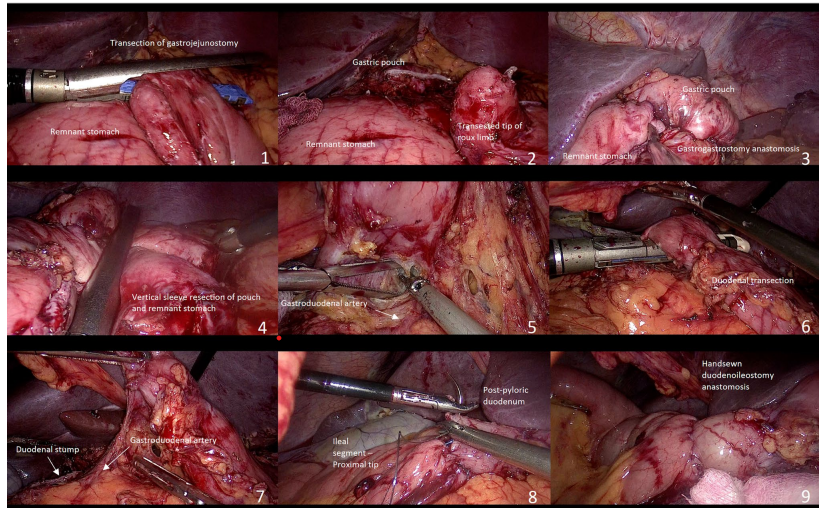 Transection of gastrojejunostomy
Remnant stomach
1
Gastric pouch
Remnant stomach
Transected tip of
roux limb
2
Gastric pouch
Remnant stomach
Gastrogastrostomy anastomosis
3
Vertical sleeve resection of pouch
and remnant stomach
4
Gastroduodenal artery
5
Duodenal transection
6
Duodenal stump
Gastroduodenal artery
7
Post-pyloric
duodenum
Ileal
segment –
Proximal tip
8
Handsewn
duodenoileostomy
anastomosis
9